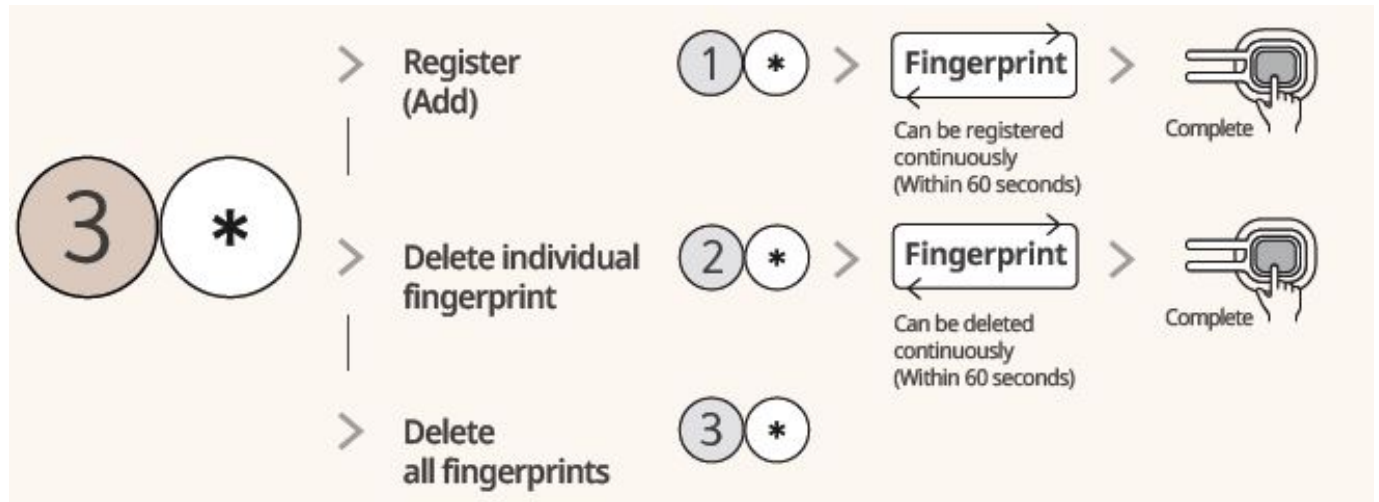 3 *
Register
(Add)
1 *
Fingerprint
Can be registered
continuously
(Within 60 seconds)
Complete
Delete individual
fingerprint
2 *
Fingerprint
Can be deleted
continuously
(Within 60 seconds)
Complete
Delete
all fingerprints
3 *